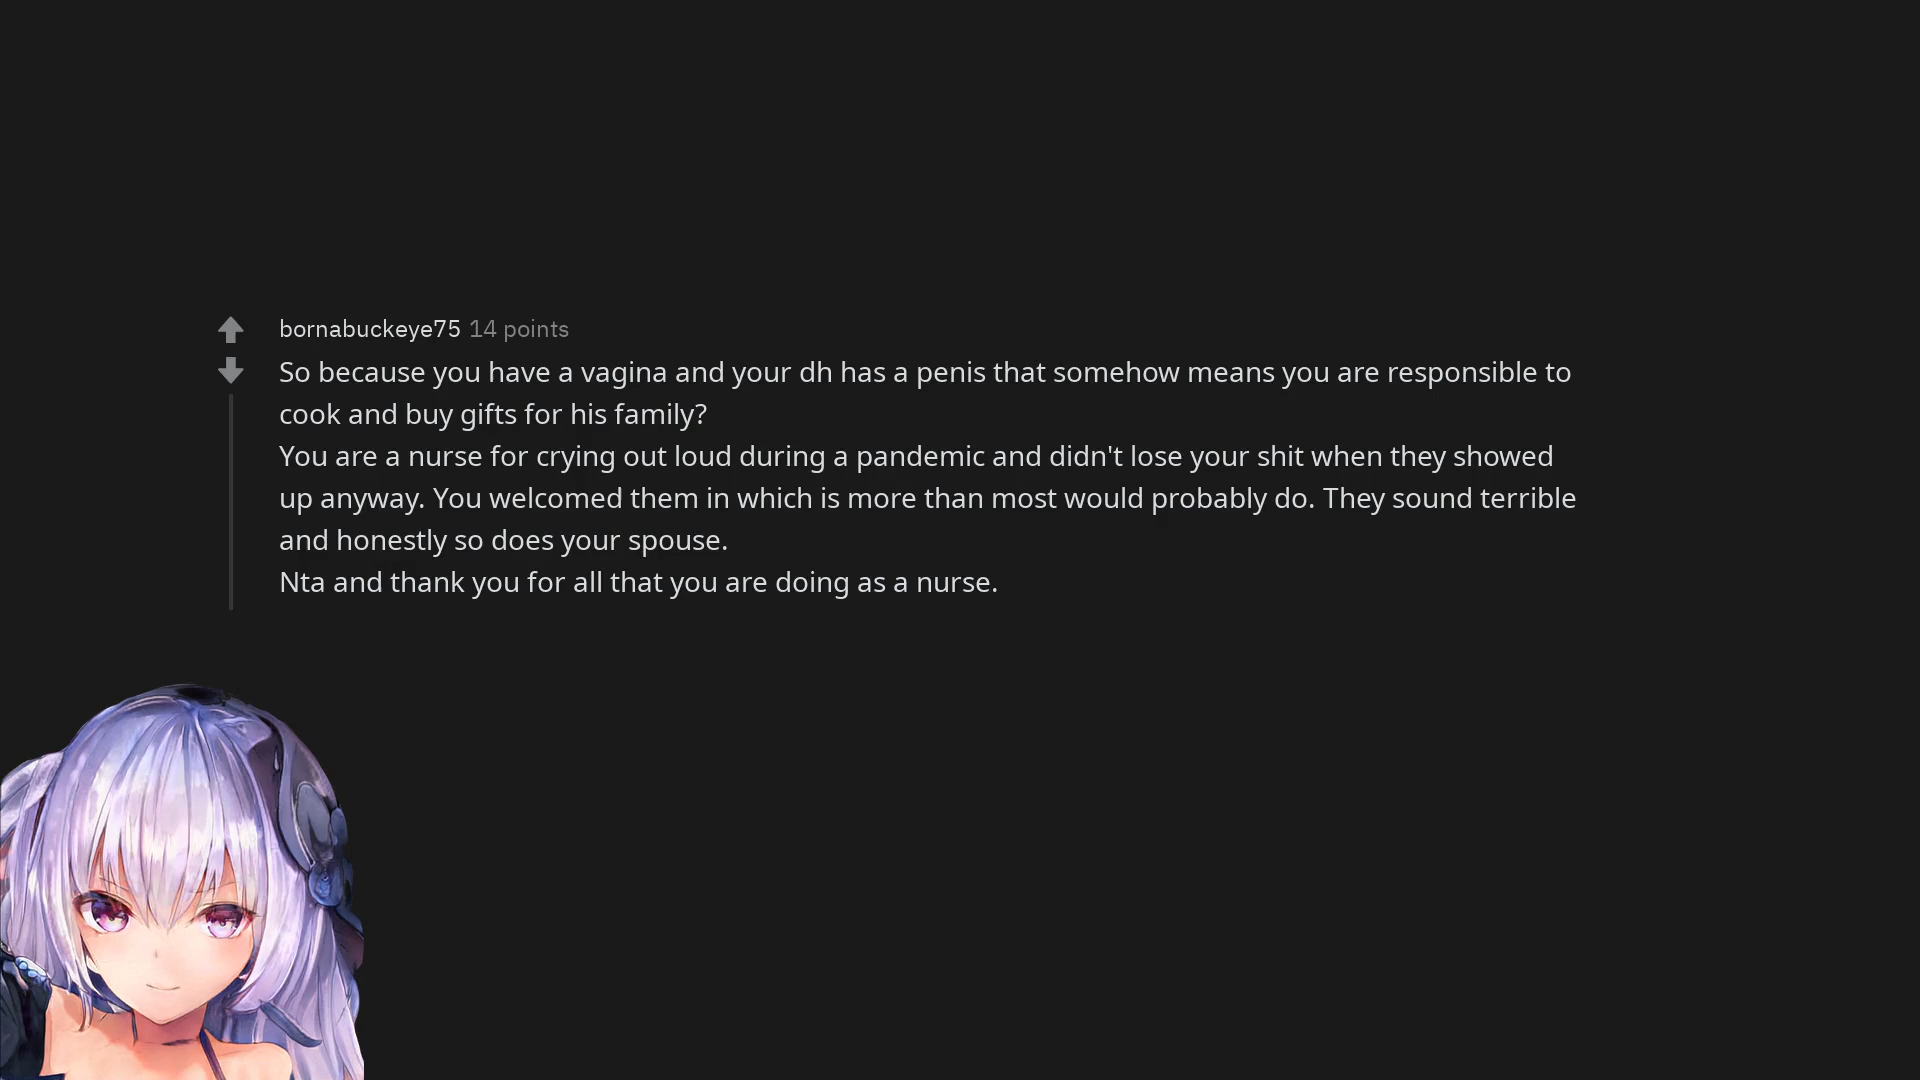 bornabuckeye75 14 points
So because you have a vagina and your dh has a penis that somehow means you are responsible to
cook and buy gifts for his family?
You are a nurse for crying out loud during a pandemic and didn't lose your shit when they showed
up anyway. You welcomed them in which is more than most would probably do. They sound terrible
and honestly so does your spouse.
Nta and thank you for all that you are doing as a nurse.